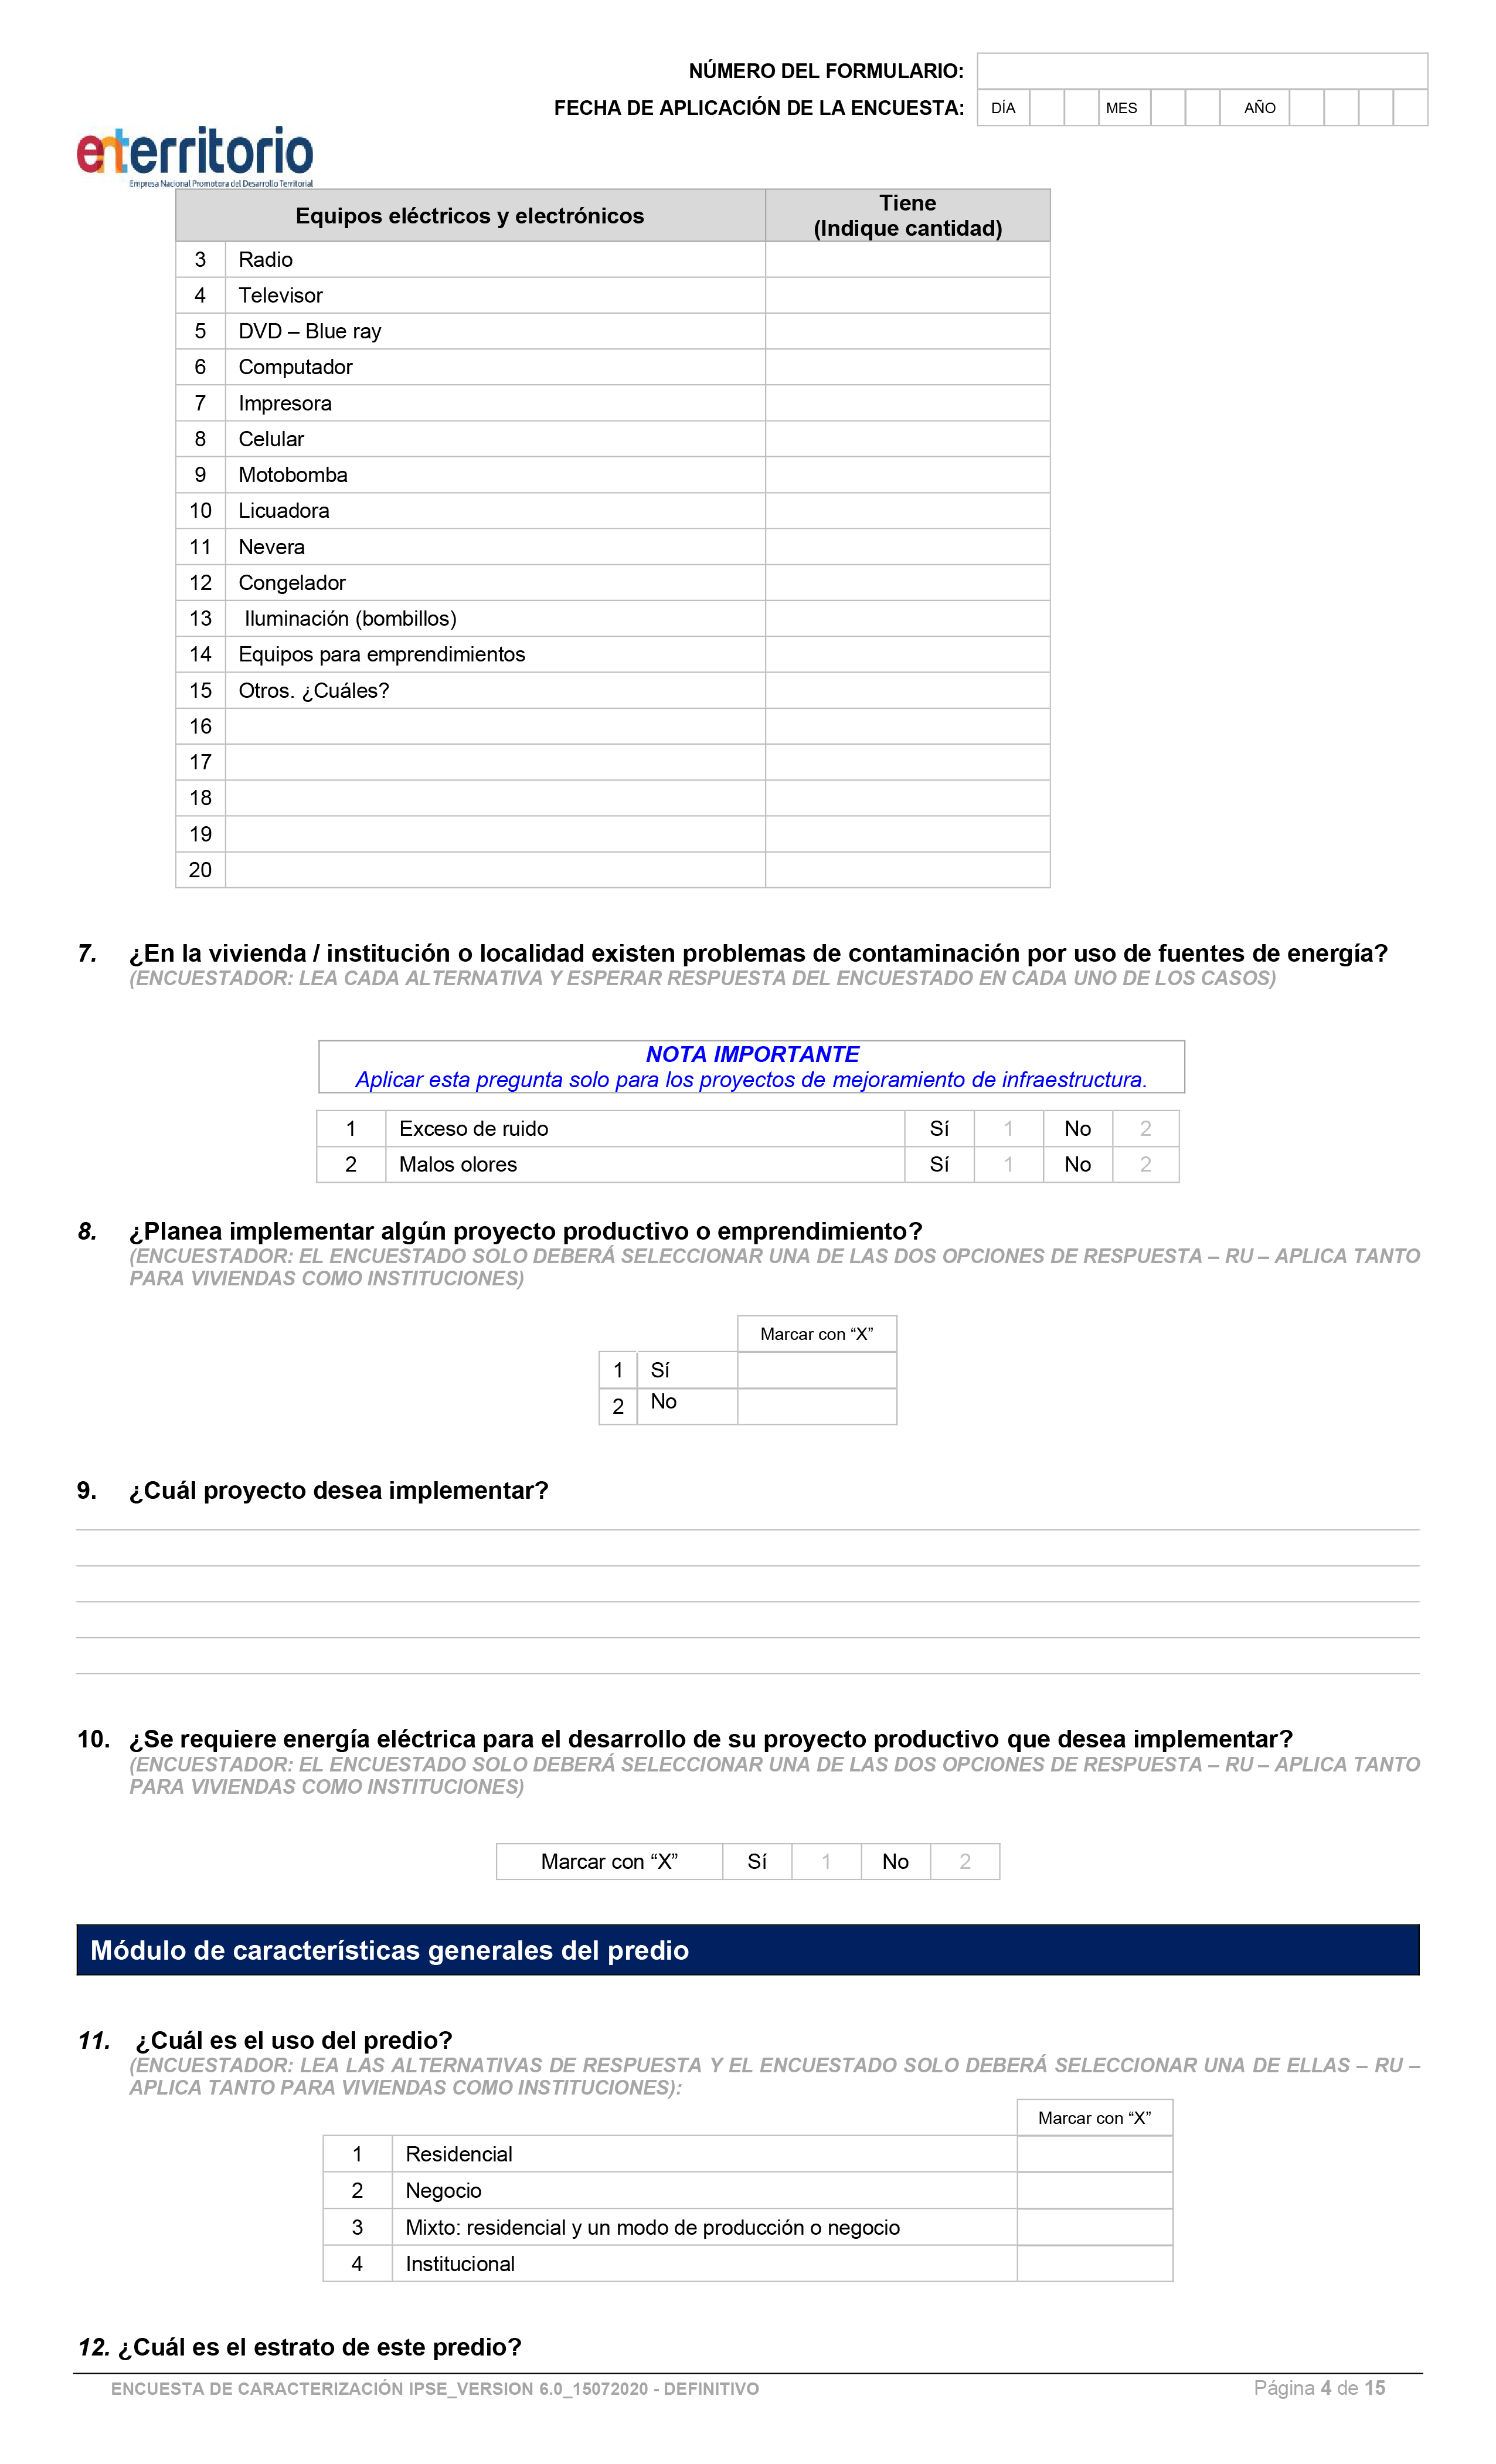 NÚMERO DEL FORMULARIO:
FECHA DE APLICACIÓN DE LA ENCUESTA: DÍA MES AÑO
enterritorio
Empresa Nacional Promotora del Desarrollo Territorial
Equipos eléctricos y electrónicos Tiene
(Indique cantidad)
3 Radio
4 Televisor
5 DVD – Blue ray
6 Computador
7 Impresora
8 Celular
9 Motobomba
10 Licuadora
11 Nevera
12 Congelador
13 Iluminación (bombillos)
14 Equipos para emprendimientos
15 Otros. ¿Cuáles?
16
17
18
19
20
7. ¿En la vivienda / institución o localidad existen problemas de contaminación por uso de fuentes de energía?
(ENCUESTADOR: LEA CADA ALTERNATIVA Y ESPERAR RESPUESTA DEL ENCUESTADO EN CADA UNO DE LOS CASOS)
NOTA IMPORTANTE
Aplicar esta pregunta solo para los proyectos de mejoramiento de infraestructura.
1 Exceso de ruido Sí 1 No 2
2 Malos olores Sí 1 No 2
8. ¿Planea implementar algún proyecto productivo o emprendimiento?
(ENCUESTADOR: EL ENCUESTADO SOLO DEBERÁ SELECCIONAR UNA DE LAS DOS OPCIONES DE RESPUESTA – RU – APLICA TANTO
PARA VIVIENDAS COMO INSTITUCIONES)
Marcar con “X”
1 Sí
2 No
9. ¿Cuál proyecto desea implementar?
10. ¿Se requiere energía eléctrica para el desarrollo de su proyecto productivo que desea implementar?
(ENCUESTADOR: EL ENCUESTADO SOLO DEBERÁ SELECCIONAR UNA DE LAS DOS OPCIONES DE RESPUESTA – RU – APLICA TANTO
PARA VIVIENDAS COMO INSTITUCIONES)
Marcar con “X” Sí 1 No 2
Módulo de características generales del predio
11. ¿Cuál es el uso del predio?
(ENCUESTADOR: LEA LAS ALTERNATIVAS DE RESPUESTA Y EL ENCUESTADO SOLO DEBERÁ SELECCIONAR UNA DE ELLAS – RU –
APLICA TANTO PARA VIVIENDAS COMO INSTITUCIONES):
Marcar con “X”
1 Residencial
2 Negocio
3 Mixto: residencial y un modo de producción o negocio
4 Institucional
12. ¿Cuál es el estrato de este predio?
ENCUESTA DE CARACTERIZACIÓN IPSE_VERSION 6.0_15072020 - DEFINITIVO Página 4 de 15